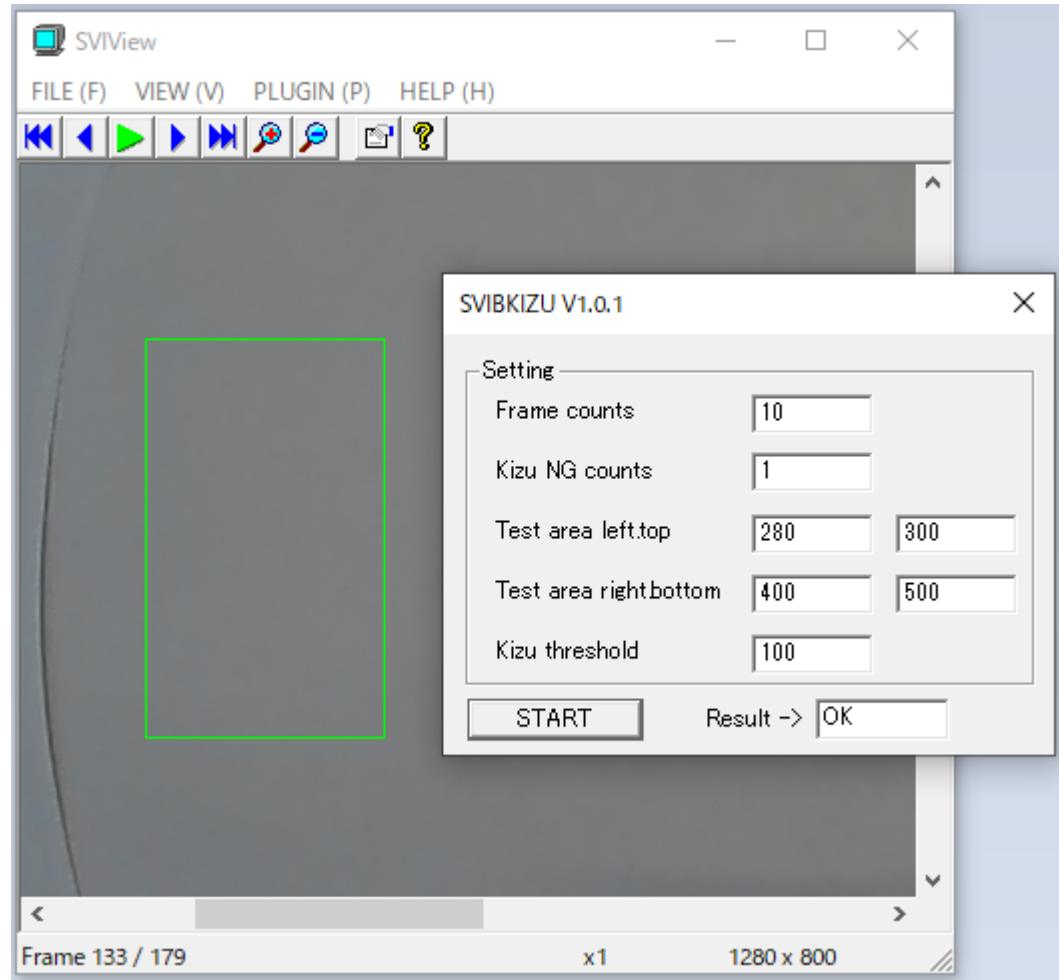 SVIView
FILE (F) VIEW (V) PLUGIN (P) HELP (H)
SVIBKIZU V1.0.1
Setting
Frame counts 10
Kizu NG counts 1
Test area left.top 280 300
Test area right.bottom 400 500
Kizu threshold 100
START Result -> OK
Frame 133 / 179 x1 1280 x 800